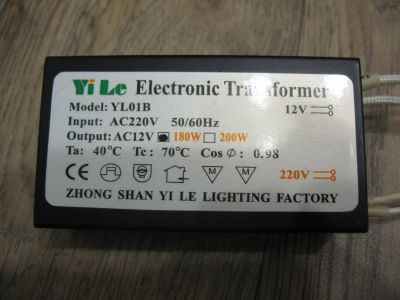 Yi Le Electronic Transformer
Model: YL01B 12V
Input: AC220V 50/60Hz
Output: AC12V 180W 200W
Ta: 40°C Tc: 70°C Cos Ø: 0.98
220V
ZHONG SHAN YI LE LIGHTING FACTORY